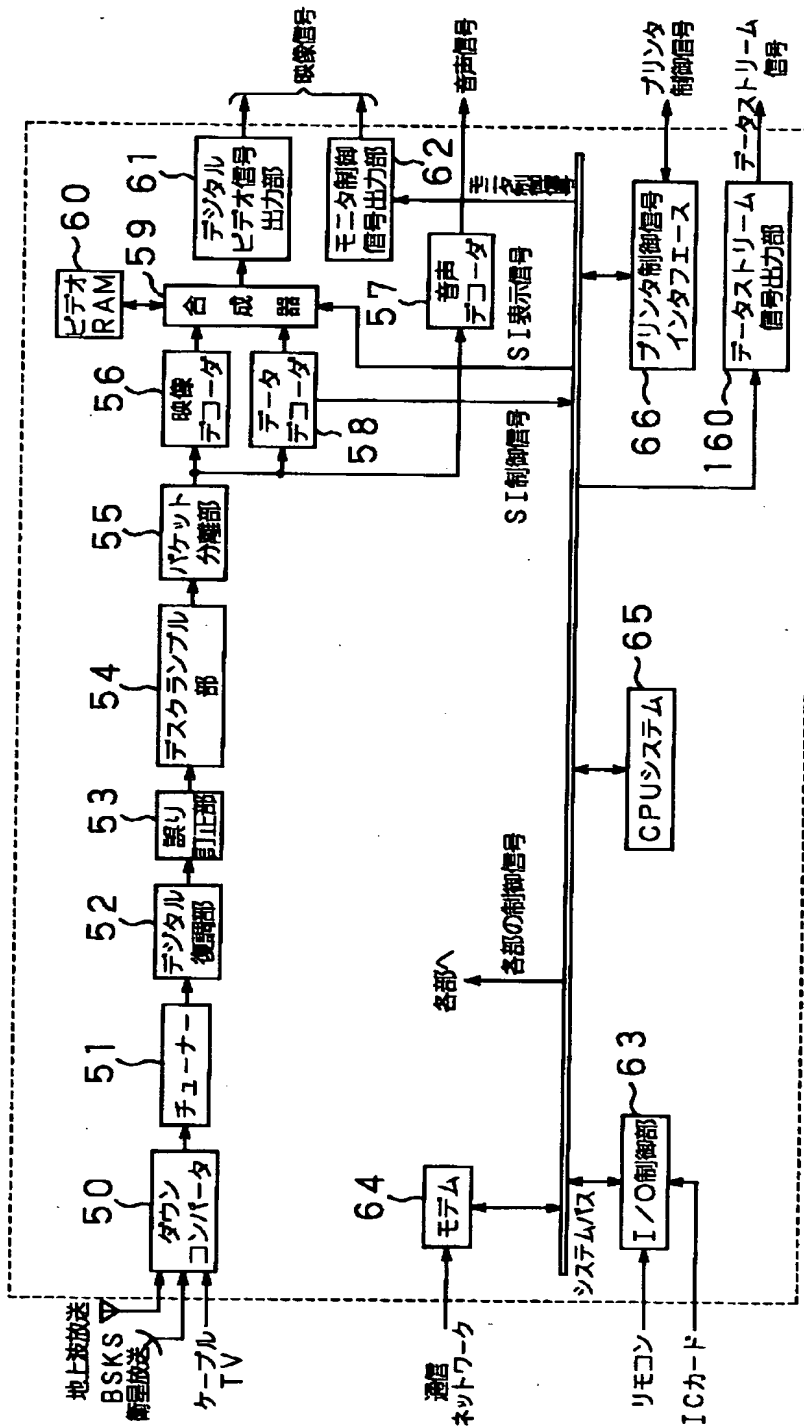 地上波放送
BSKS
衛星放送
ケーブル
TV
50
ダウン
コンバータ
51
チューナー
52
デジタル
復調部
53
誤り
訂正部
54
デスクランブル
部
55
パケット
分離部
56
映像
デコーダ
データ
デコーダ
58
60
ビデオ
RAM
59
合成器
61
デジタル
ビデオ信号
出力部
モニタ制御
信号出力部
62
映像信号
57
音声
デコーダ
音声信号
モニタ
制御信号
SI表示信号
SI制御信号
通信
ネットワーク
64
モデム
各部へ
各部の制御信号
システムバス
リモコン
ICカード
I/O制御部
63
CPUシステム
65
66
プリンタ制御信号
インタフェース
プリンタ
制御信号
160
データストリーム
信号出力部
データストリーム
信号